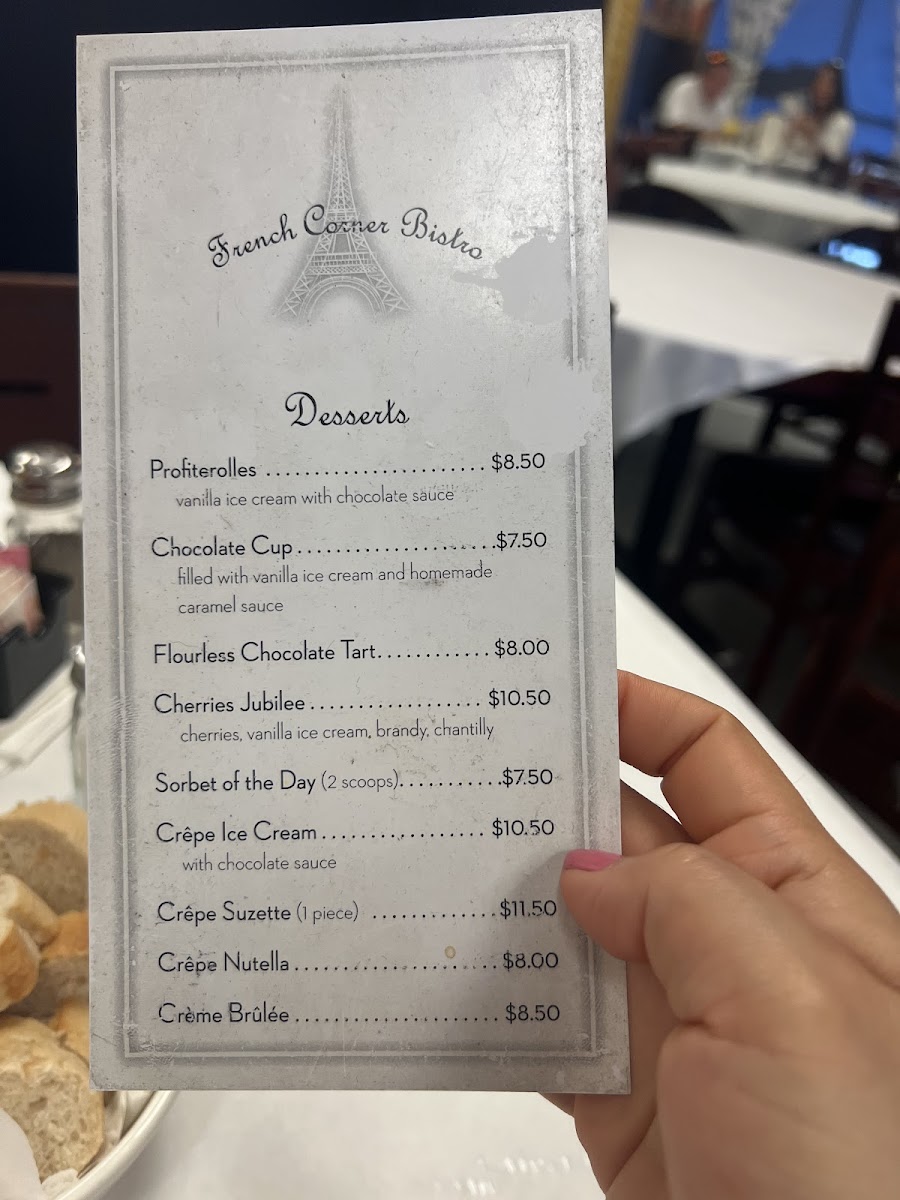 French Corner Bistro
Desserts
Profiterolles ....................... $8.50
vanilla ice cream with chocolate sauce
Chocolate Cup.....................$7.50
filled with vanilla ice cream and homemade
caramel sauce
Flourless Chocolate Tart............ $8.00
Cherries Jubilee .................. $10.50
cherries, vanilla ice cream, brandy, chantilly
Sorbet of the Day (2 scoops)...........$7.50
Crêpe Ice Cream ................. $10.50
with chocolate sauce
Crêpe Suzette (1 piece) .............$11.50
Crêpe Nutella ..................... $8.00
Crème Brûlée ..................... $8.50